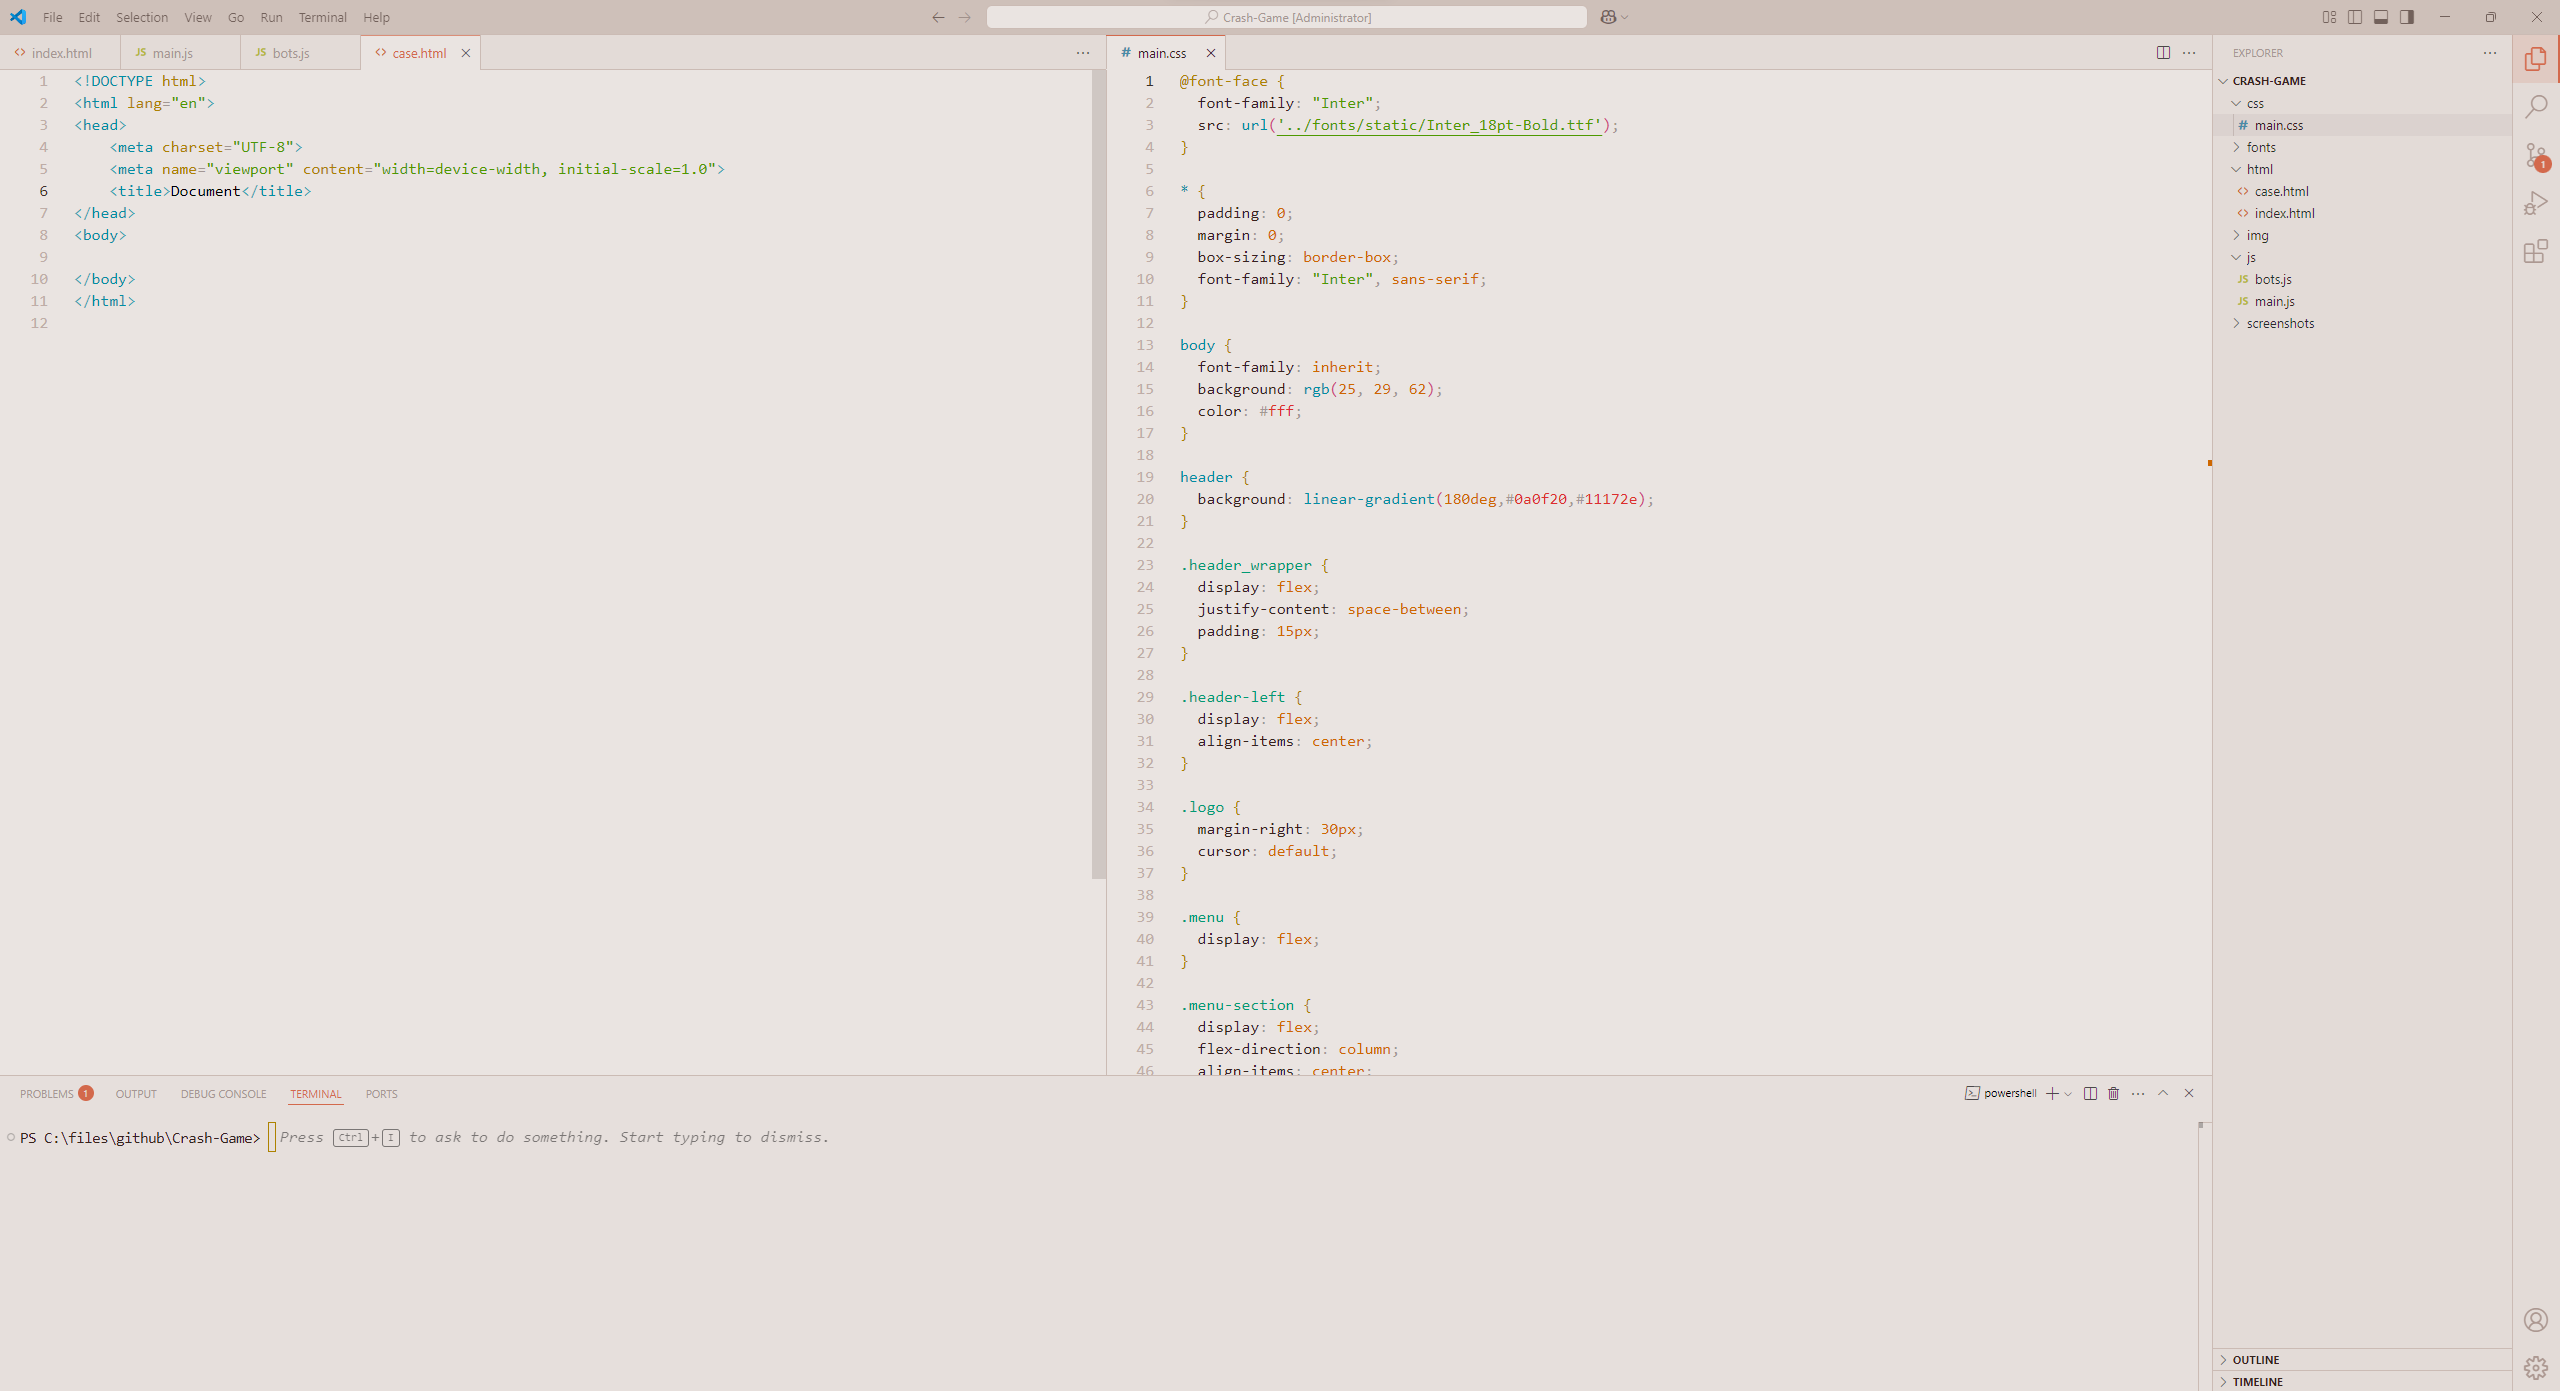 File Edit Selection View Go Run Terminal Help
Crash-Game [Administrator]
index.html
JS main.js
JS bots.js
case.html
# main.css
1 <!DOCTYPE html>
2 <html lang="en">
3 <head>
4 <meta charset="UTF-8">
5 <meta name="viewport" content="width=device-width, initial-scale=1.0">
6 <title>Document</title>
7 </head>
8 <body>
9
10 </body>
11 </html>
12
1 @font-face {
2 font-family: "Inter";
3 src: url('../fonts/static/Inter_18pt-Bold.ttf');
4 }
5
6 * {
7 padding: 0;
8 margin: 0;
9 box-sizing: border-box;
10 font-family: "Inter", sans-serif;
11 }
12
13 body {
14 font-family: inherit;
15 background: rgb(25, 29, 62);
16 color: #fff;
17 }
18
19 header {
20 background: linear-gradient(180deg,#0a0f20,#11172e);
21 }
22
23 .header_wrapper {
24 display: flex;
25 justify-content: space-between;
26 padding: 15px;
27 }
28
29 .header-left {
30 display: flex;
31 align-items: center;
32 }
33
34 .logo {
35 margin-right: 30px;
36 cursor: default;
37 }
38
39 .menu {
40 display: flex;
41 }
42
43 .menu-section {
44 display: flex;
45 flex-direction: column;
46 align-items: center;
EXPLORER
CRASH-GAME
css
# main.css
fonts
html
case.html
index.html
img
js
JS bots.js
JS main.js
screenshots
OUTLINE
TIMELINE
1
PROBLEMS 1 OUTPUT DEBUG CONSOLE TERMINAL PORTS
powershell
PS C:\files\github\Crash-Game> Press Ctrl+I to ask to do something. Start typing to dismiss.